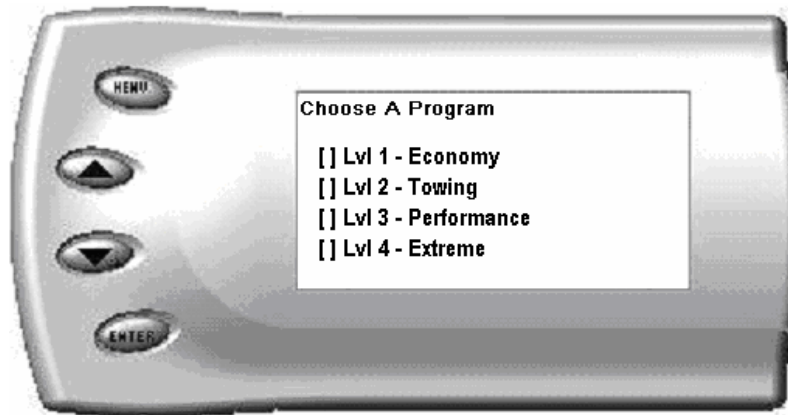 MENU
Choose A Program
[ ] Lvl 1 - Economy
[ ] Lvl 2 - Towing
[ ] Lvl 3 - Performance
[ ] Lvl 4 - Extreme
ENTER